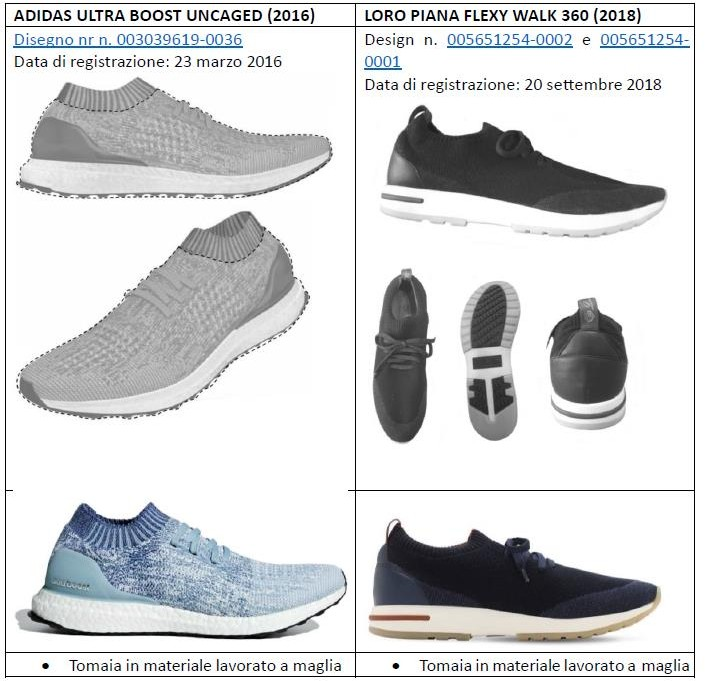 ADIDAS ULTRA BOOST UNCAGED (2016)
Disegno nr n. 003039619-0036
Data di registrazione: 23 marzo 2016
LORO PIANA FLEXY WALK 360 (2018)
Design n. 005651254-0002 e 005651254-
0001
Data di registrazione: 20 settembre 2018
• Tomaia in materiale lavorato a maglia
• Tomaia in materiale lavorato a maglia